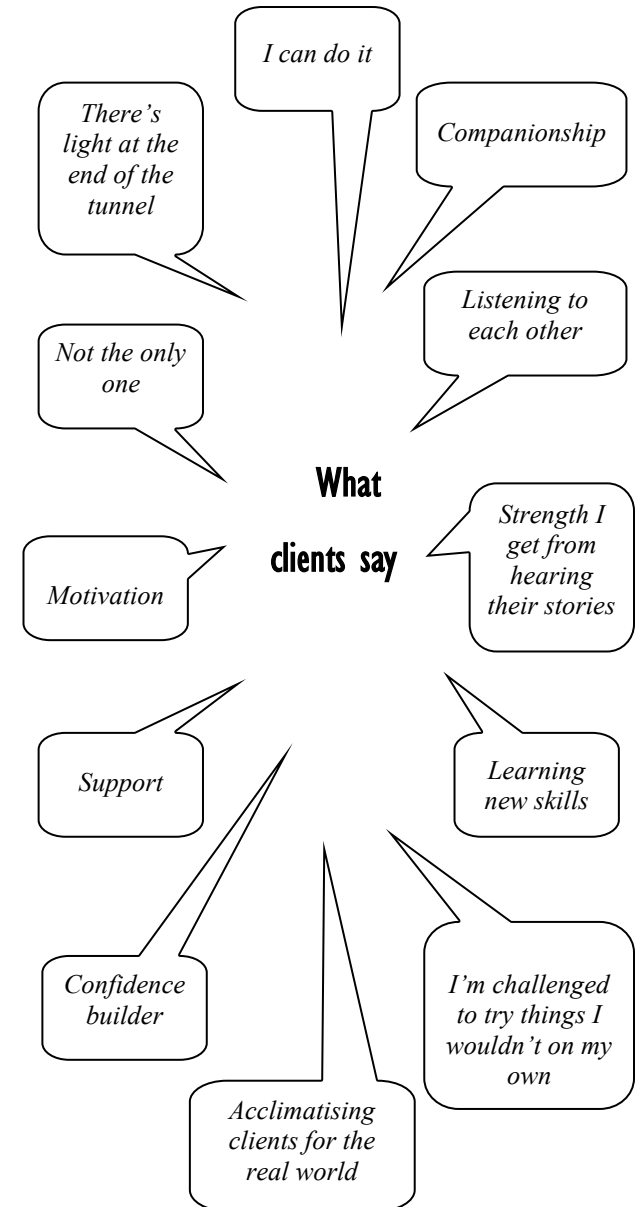 I can do it
There’s
light at the
end of the
tunnel
Companionship
Listening to
each other
Not the only
one
What
clients say
Strength I
get from
hearing
their stories
Motivation
Support
Learning
new skills
Confidence
builder
I’m challenged
to try things I
wouldn’t on my
own
Acclimatising
clients for the
real world